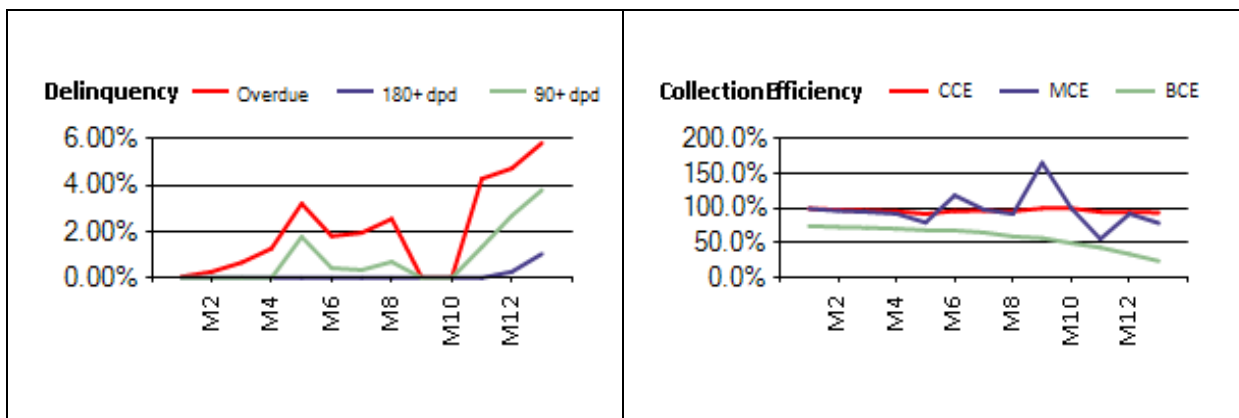 Delinquency Overdue 180+ dpd 90+ dpd
6.00%
4.00%
2.00%
0.00%
M2 M4 M6 M8 M10 M12
CollectionEfficiency CCE MCE BCE
200.0%
150.0%
100.0%
50.0%
0.0%
M2 M4 M6 M8 M10 M12